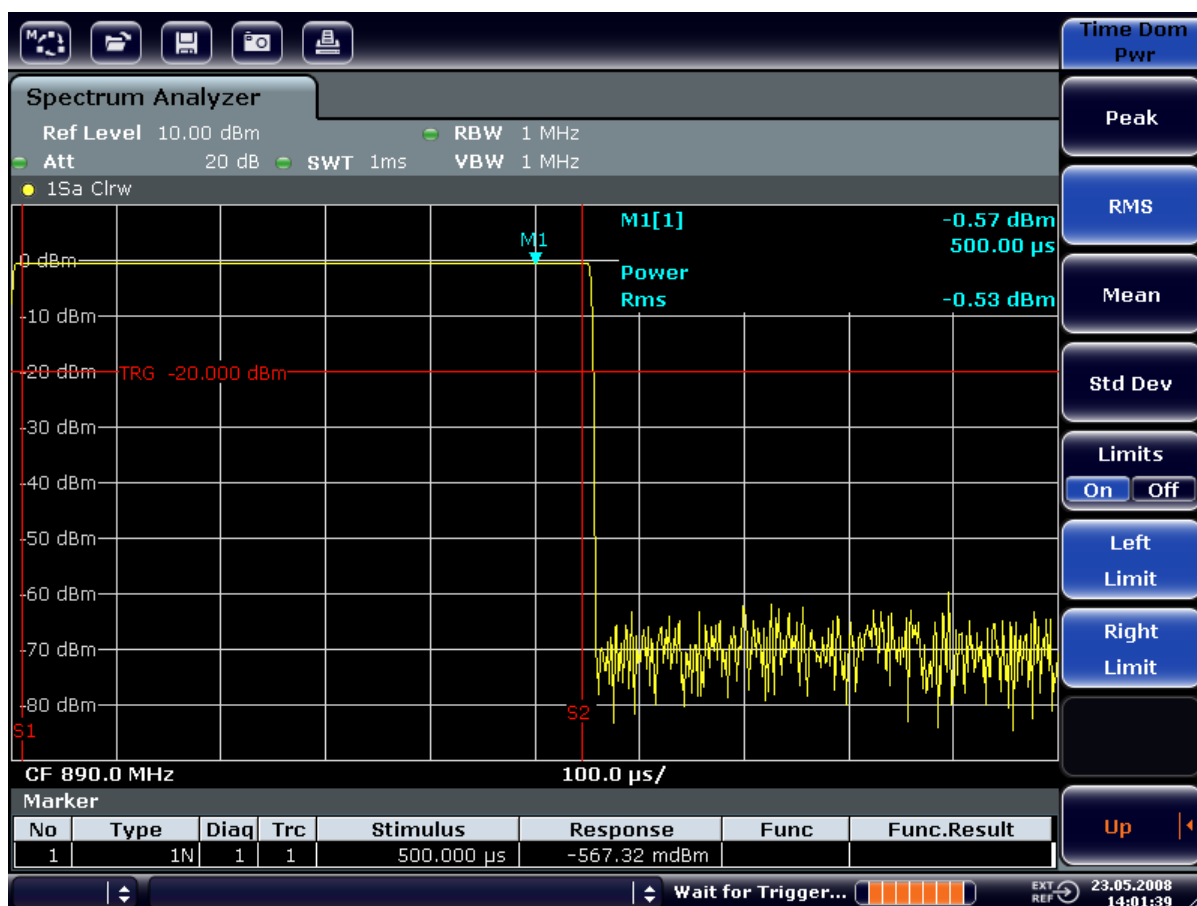 Time Dom
Pwr
Spectrum Analyzer
Ref Level 10.00 dBm RBW 1 MHz
Att 20 dB SWT 1ms VBW 1 MHz
1Sa Clrw
M1[1] -0.57 dBm
500.00 µs
Power
Rms -0.53 dBm
M1
0 dBm
-10 dBm
-20 dBm TRG -20.000 dBm
-30 dBm
-40 dBm
-50 dBm
-60 dBm
-70 dBm
-80 dBm
S1
S2
CF 890.0 MHz 100.0 µs/
Marker
No Type Diag Trc Stimulus Response Func Func.Result
1 1N 1 1 500.000 µs -567.32 mdBm
Wait for Trigger... EXT REF 23.05.2008
14:01:39
Peak
RMS
Mean
Std Dev
Limits
On Off
Left
Limit
Right
Limit
Up
M